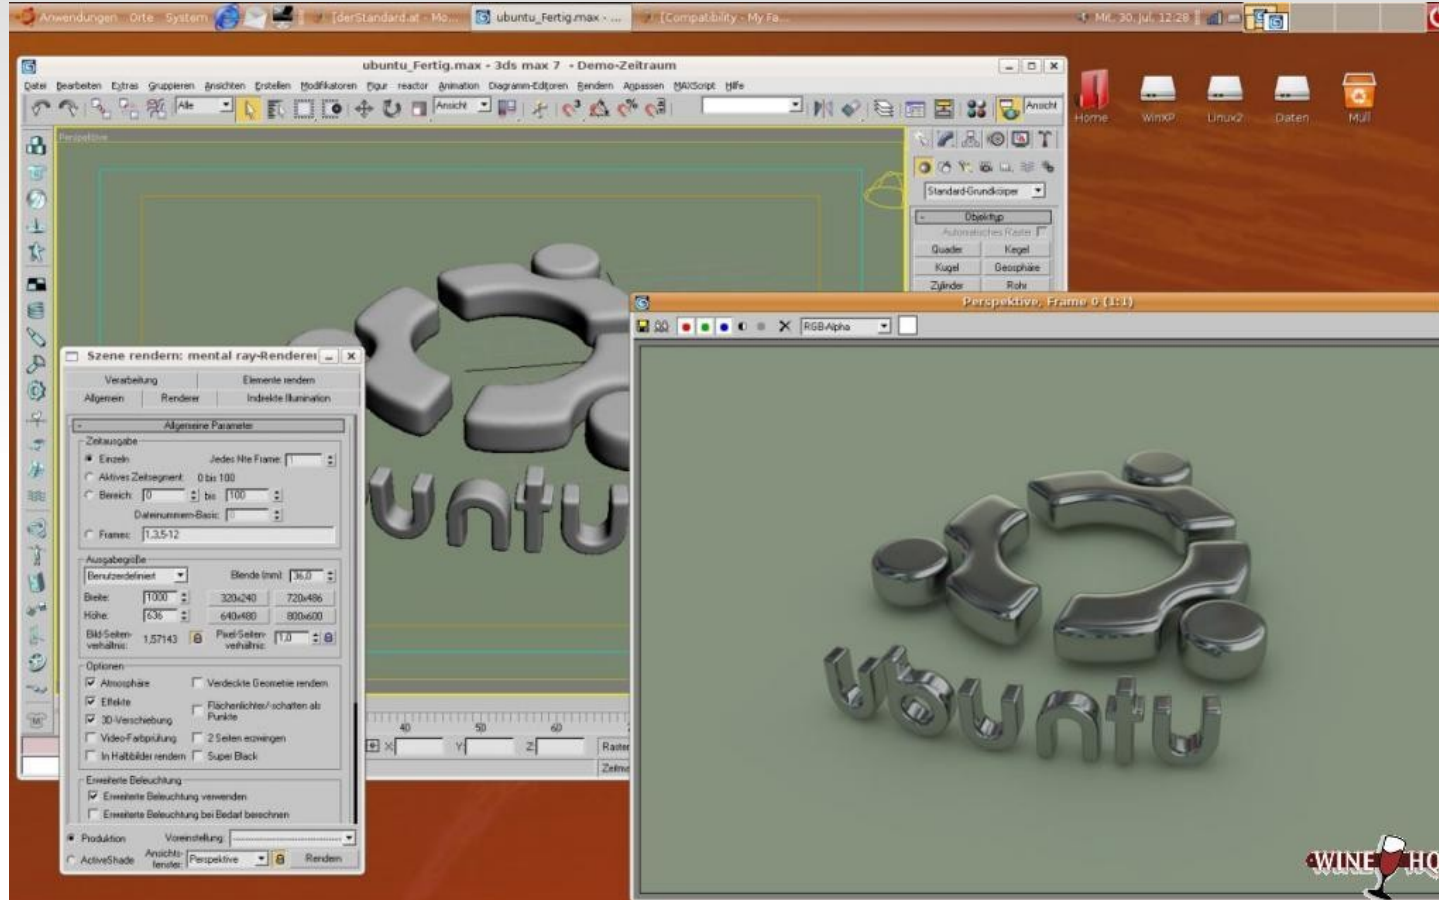 Anwendungen Orte System
[derStandard.at - Mo...
ubuntu_Fertig.max - ...
[Compatibility - My Fa...
Mit, 30. Jul, 12:28
ubuntu_Fertig.max - 3ds max 7 - Demo-Zeitraum
Datei Bearbeiten Extras Gruppieren Ansichten Erstellen Modifikatoren Figur reactor Animation Diagramm-Editoren Rendern Anpassen MAXScript Hilfe
Alle
Ansicht
Ansicht
Home
WinXP
Linux2
Daten
Müll
Perspektive
Standard-Grundkörper
Objekttyp
Automatisches Raster
Quader Kegel
Kugel Geosphäre
Zylinder Rohr
Perspektive, Frame 0 (1:1)
RGB-Alpha
Szene rendern: mental ray-Renderer
Verarbeitung Elemente rendern
Allgemein Renderer Indirekte Illumination
Allgemeine Parameter
Zeitausgabe
Einzeln Jedes Nte Frame: 1
Aktives Zeitsegment: 0 bis 100
Bereich: 0 bis 100
Dateinummern-Basis: 0
Frames: 1,3,5-12
Ausgabegröße
Benutzerdefiniert Blende (mm): 36,0
Breite: 1000 320x240 720x486
Höhe: 636 640x480 800x600
Bild-Seiten-
verhältnis: 1,57143
Pixel-Seiten-
verhältnis: 1,0
Optionen
Atmosphäre Verdeckte Geometrie rendern
Effekte Flächenlichter/-schatten als
3D-Verschiebung Punkte
Video-Farbprüfung 2 Seiten erzwingen
In Halbbilder rendern Super Black
Erweiterte Beleuchtung
Erweiterte Beleuchtung verwenden
Erweiterte Beleuchtung bei Bedarf berechnen
Produktion Voreinstellung:
ActiveShade Ansichts-
fenster: Perspektive Rendern
untu
40 50 60
X: Y: Z: Raster
ubuntu
WINE HQ